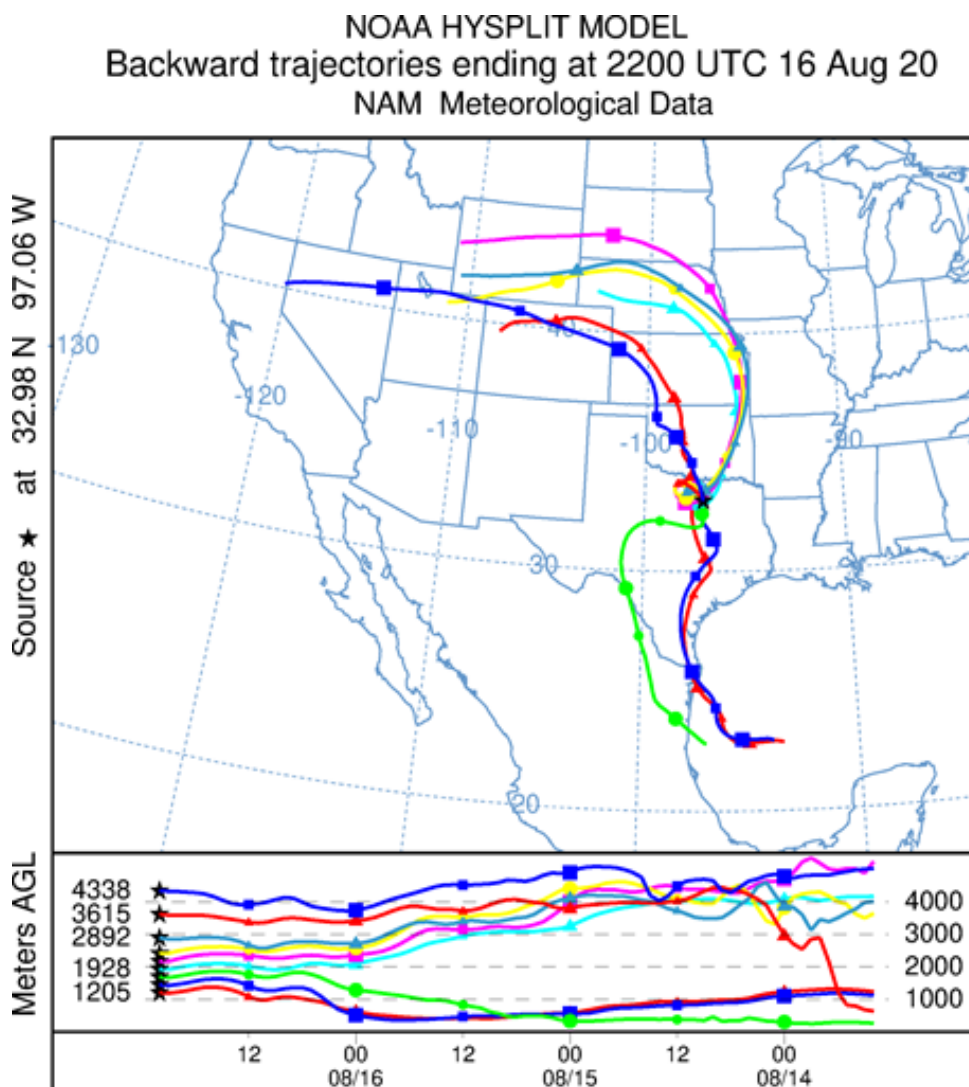 NOAA HYSPLIT MODEL
Backward trajectories ending at 2200 UTC 16 Aug 20
NAM Meteorological Data
Source ★ at 32.98 N 97.06 W
-130
-120
-110
-100
-90
40
30
20
Meters AGL
4338
3615
2892
1928
1205
4000
3000
2000
1000
12 00 12 00 12 00
08/16 08/15 08/14